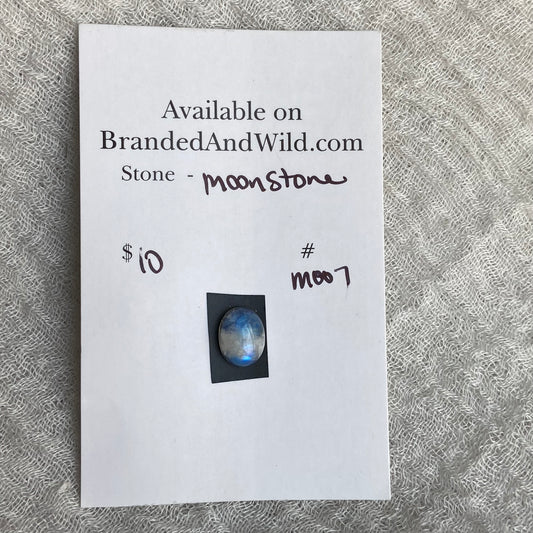 Available on
BrandedAndWild.com
Stone - moonstone
$10 #
M007